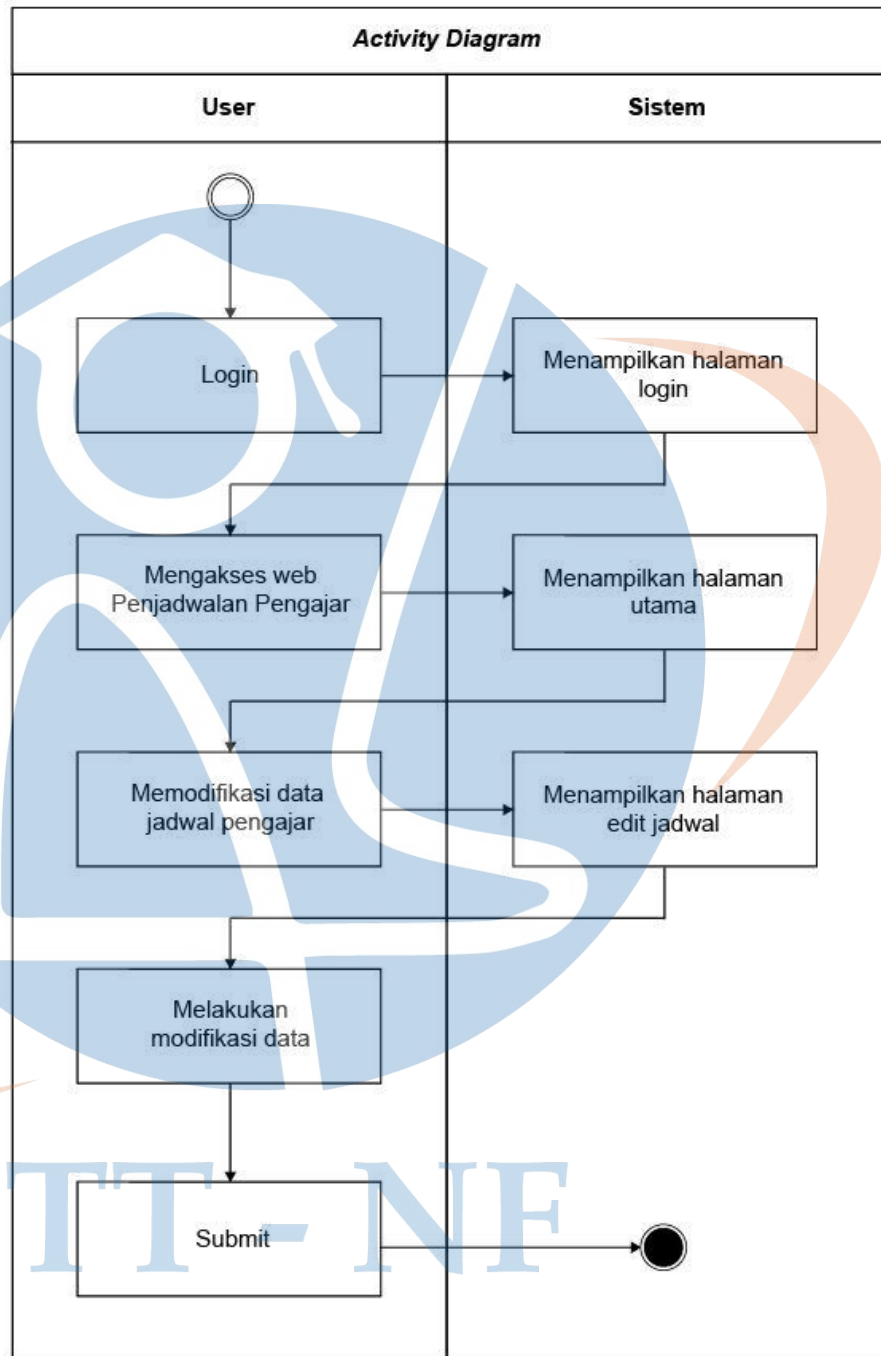 Activity Diagram
User
Sistem
Login
Menampilkan halaman
login
Mengakses web
Penjadwalan Pengajar
Menampilkan halaman
utama
Memodifikasi data
jadwal pengajar
Menampilkan halaman
edit jadwal
Melakukan
modifikasi data
Submit
TT - NF